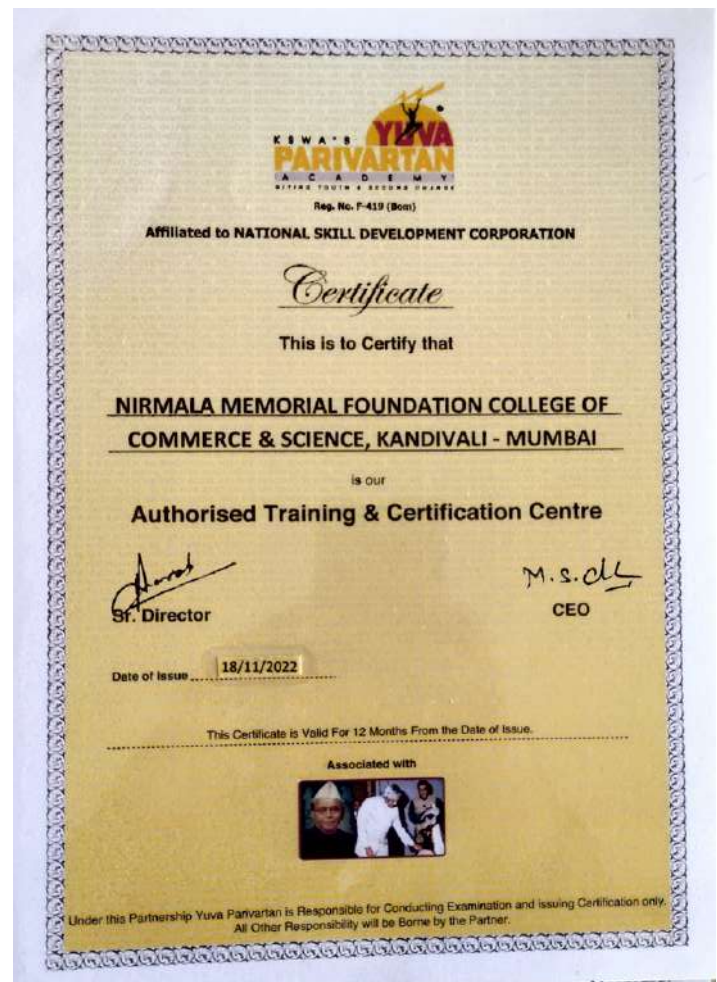 KSWA'S YUVA
PARIVARTAN
ACADEMY
GIVING YOUTH A SECOND CHANCE
Reg. No. F-419 (Bom)
Affiliated to NATIONAL SKILL DEVELOPMENT CORPORATION
Certificate
This is to Certify that
NIRMALA MEMORIAL FOUNDATION COLLEGE OF
COMMERCE & SCIENCE, KANDIVALI - MUMBAI
is our
Authorised Training & Certification Centre
Sr. Director
CEO
Date of Issue 18/11/2022
This Certificate is Valid For 12 Months From the Date of Issue.
Associated with
Under this Partnership Yuva Parivartan is Responsible for Conducting Examination and issuing Certification only.
All Other Responsibility will be Borne by the Partner.